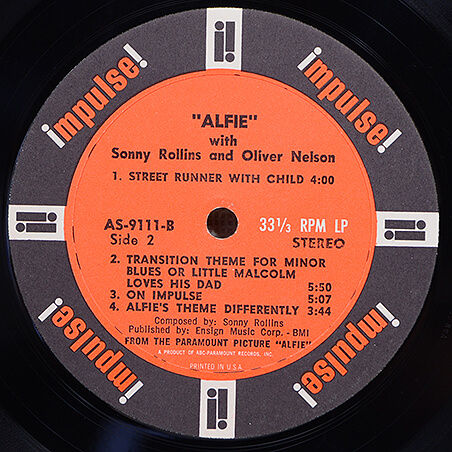 impulse!
impulse!
"ALFIE"
with
Sonny Rollins and Oliver Nelson
1. STREET RUNNER WITH CHILD 4:00
AS-9111-B
Side 2
33⅓ RPM LP
STEREO
2. TRANSITION THEME FOR MINOR
BLUES OR LITTLE MALCOLM
LOVES HIS DAD 5:50
3. ON IMPULSE 5:07
4. ALFIE'S THEME DIFFERENTLY 3:44
Composed by: Sonny Rollins
Published by: Ensign Music Corp. - BMI
FROM THE PARAMOUNT PICTURE "ALFIE"
A PRODUCT OF ABC-PARAMOUNT RECORDS, INC.
PRINTED IN U.S.A.
impulse!
impulse!